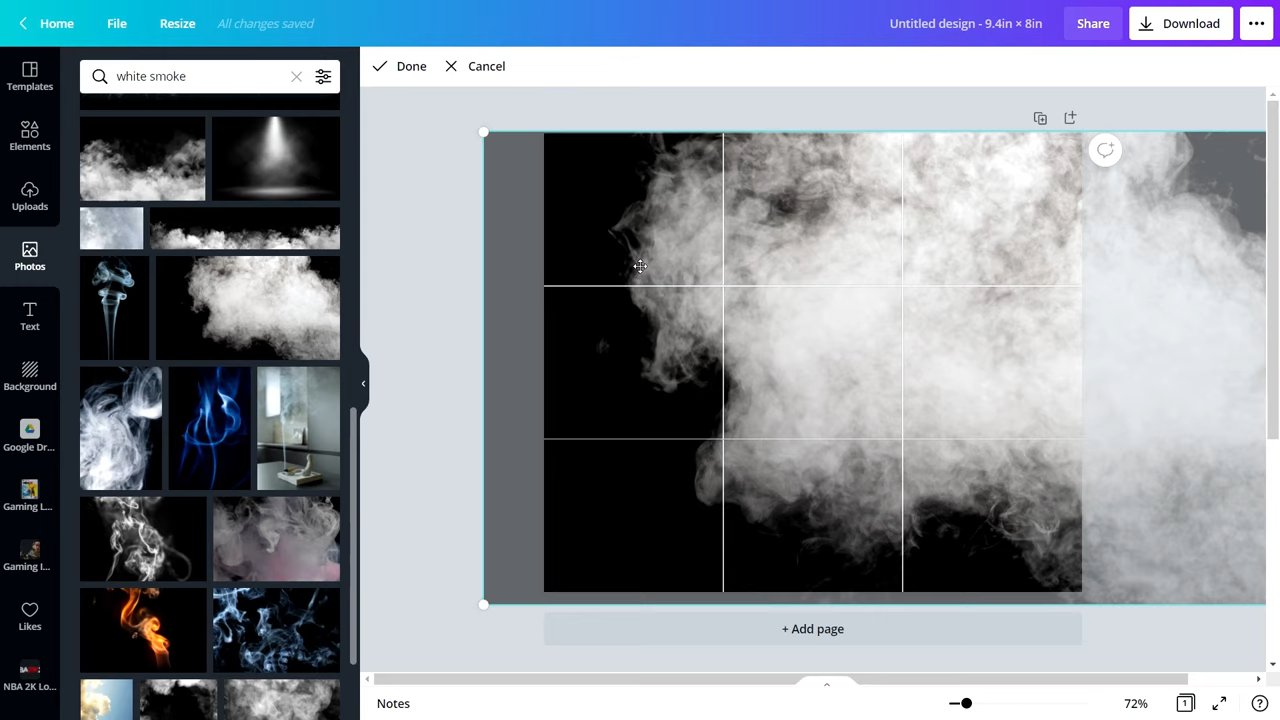 Home File Resize All changes saved Untitled design - 9.4in × 8in Share Download
Templates
Elements
Uploads
Photos
Text
Background
Google Dr...
Gaming L...
Gaming I...
Likes
NBA 2K Lo...
white smoke
Done Cancel
+ Add page
Notes 72% 1